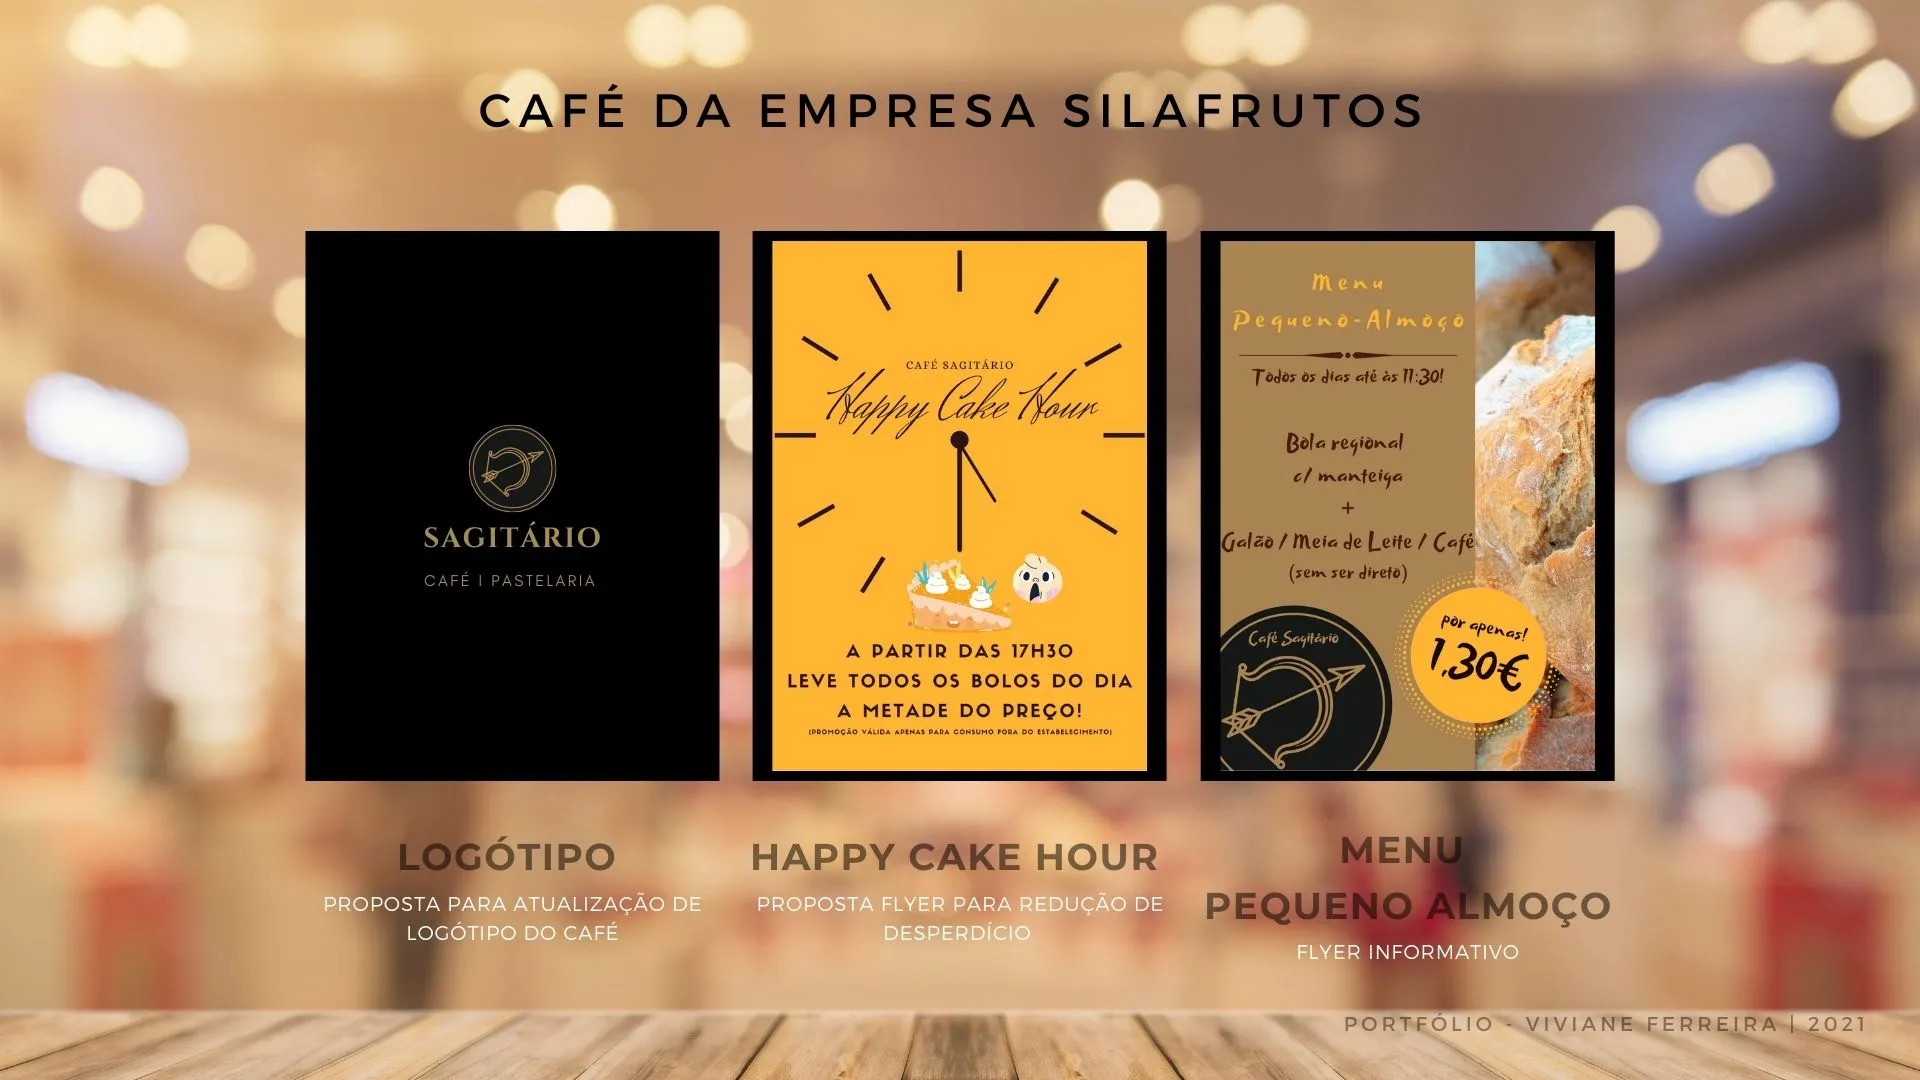 CAFÉ DA EMPRESA SILAFRUTOS
SAGITÁRIO
CAFÉ I PASTELARIA
CAFÉ SAGITÁRIO
Happy Cake Hour
A PARTIR DAS 17H30
LEVE TODOS OS BOLOS DO DIA
A METADE DO PREÇO!
(PROMOÇÃO VÁLIDA APENAS PARA CONSUMO FORA DO ESTABELECIMENTO)
Menu
Pequeno-Almoço
Todos os dias até às 11:30!
Bola regional
c/ manteiga
+
Galão / Meia de Leite / Café
(sem ser direto)
Café Sagitário
por apenas!
1,30€
LOGÓTIPO
PROPOSTA PARA ATUALIZAÇÃO DE
LOGÓTIPO DO CAFÉ
HAPPY CAKE HOUR
PROPOSTA FLYER PARA REDUÇÃO DE
DESPERDÍCIO
MENU
PEQUENO ALMOÇO
FLYER INFORMATIVO
PORTFÓLIO - VIVIANE FERREIRA | 2021